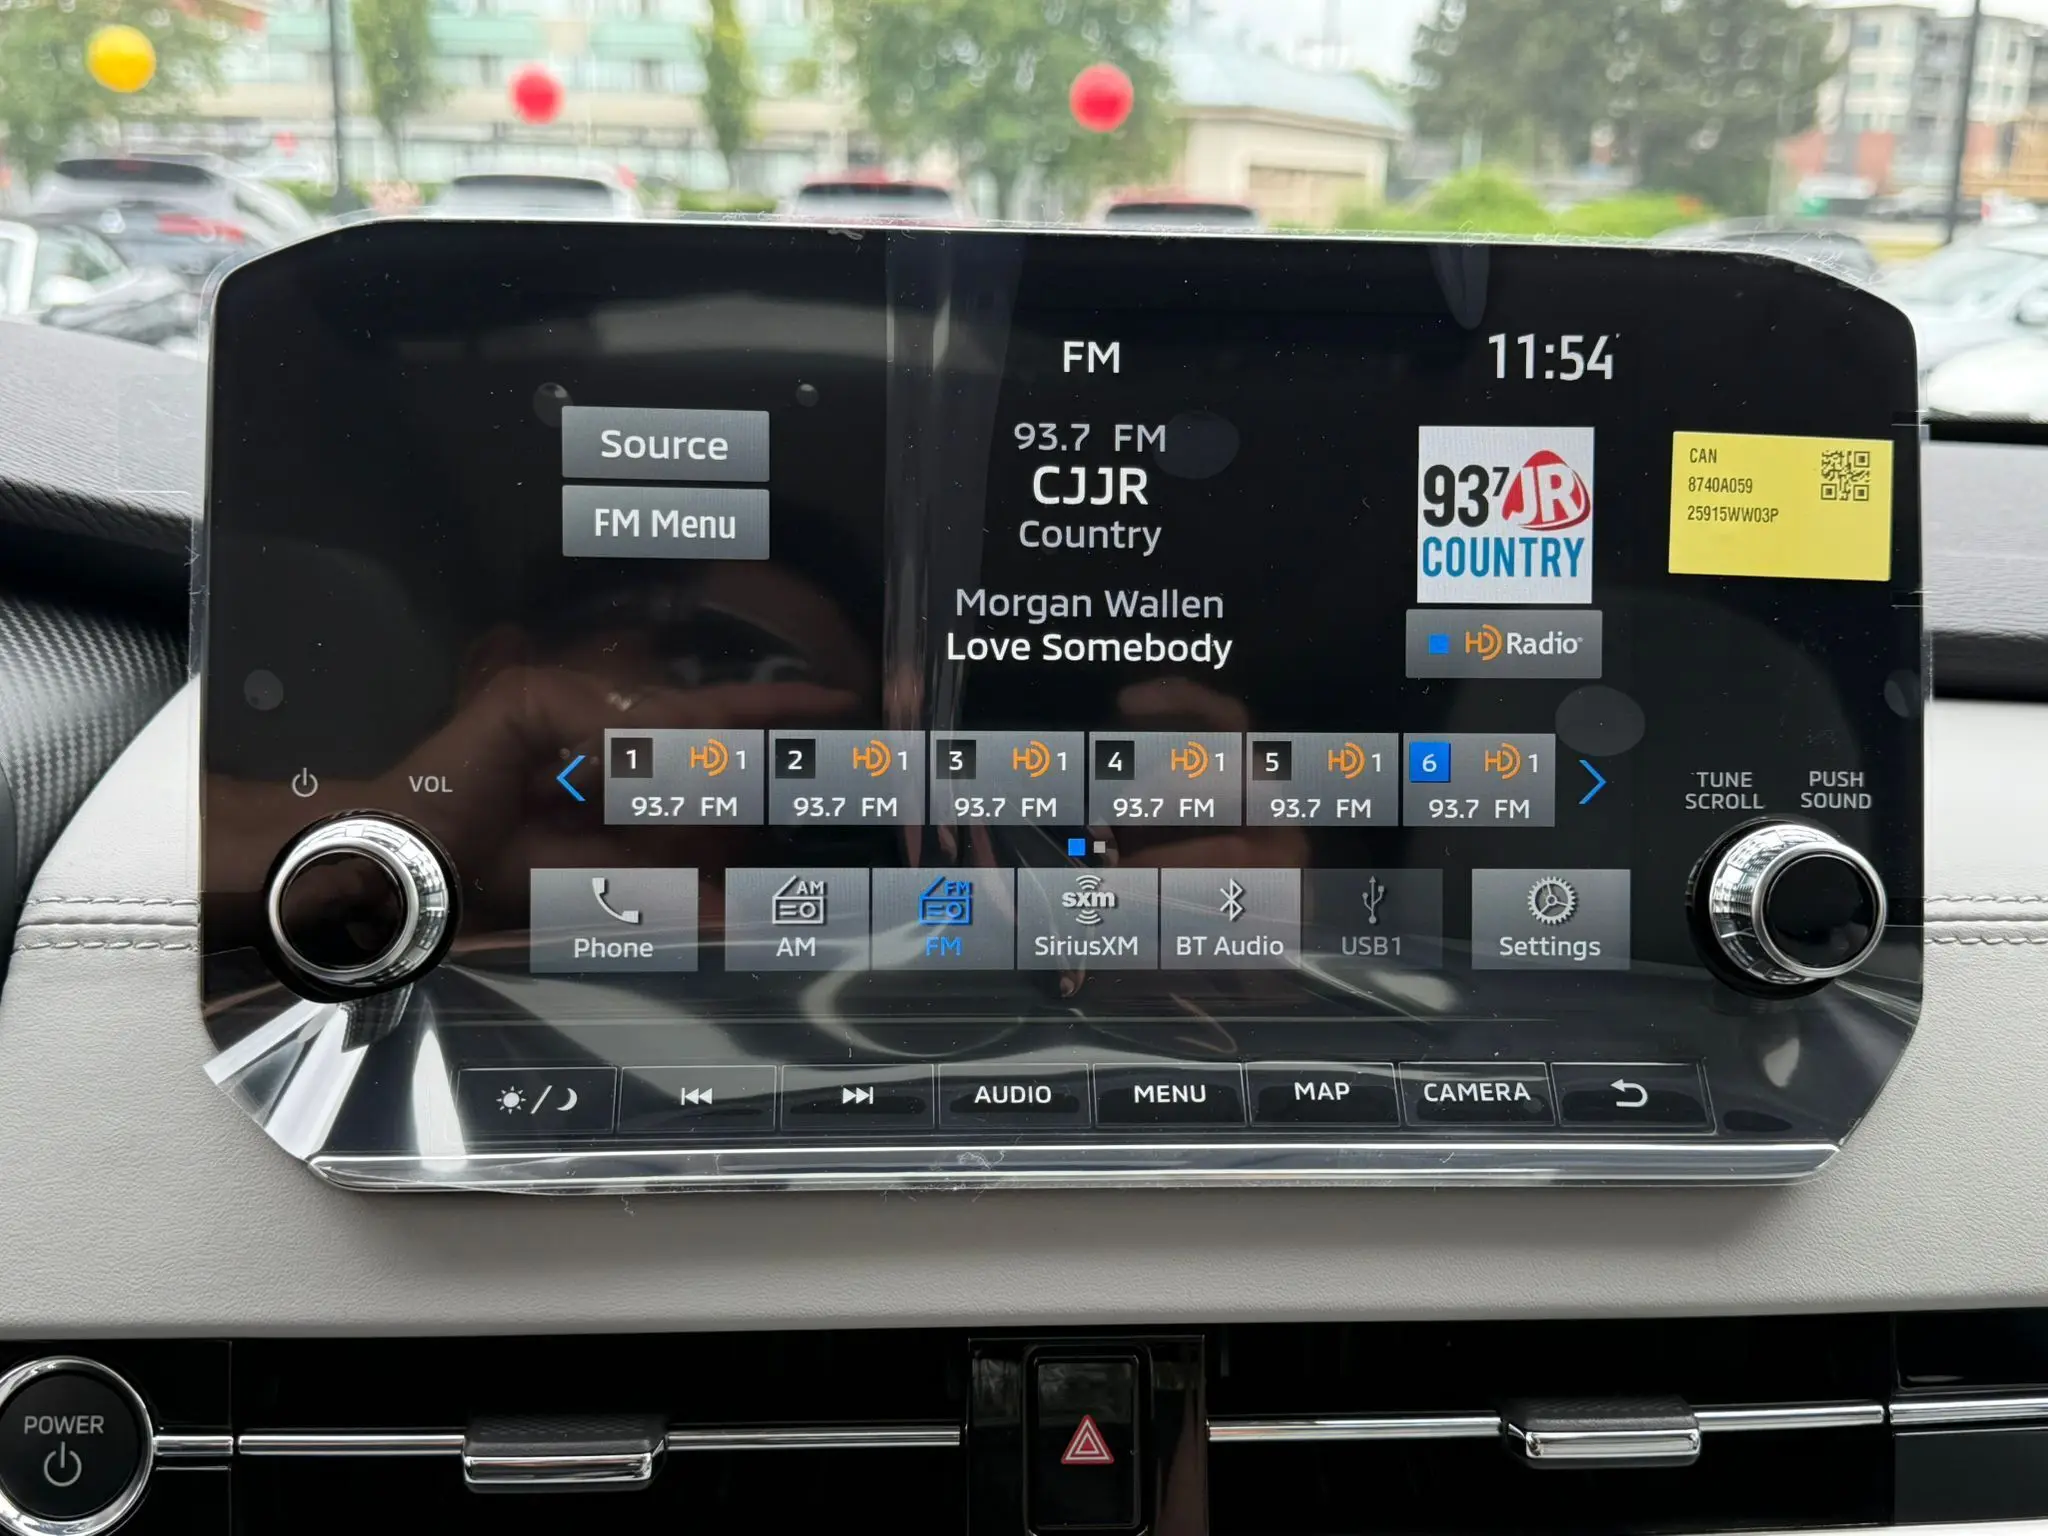 FM
11:54
Source
FM Menu
93.7 FM
CJJR
Country
Morgan Wallen
Love Somebody
937 JR
COUNTRY
HD Radio
CAN
8740A059
25915WW03P
1 HD 1
93.7 FM
2 HD 1
93.7 FM
3 HD 1
93.7 FM
4 HD 1
93.7 FM
5 HD 1
93.7 FM
6 HD 1
93.7 FM
VOL
TUNE
SCROLL
PUSH
SOUND
Phone
AM
AM
FM
FM
sxm
SiriusXM
BT Audio
USB1
Settings
AUDIO
MENU
MAP
CAMERA
POWER